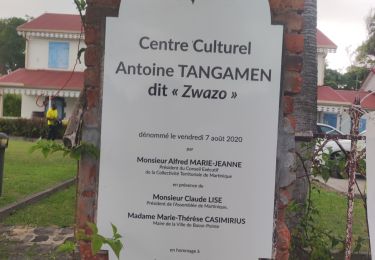 Centre Culturel
Antoine TANGAMEN
dit « Zwazo »
dénommé le vendredi 7 août 2020
par
Monsieur Alfred MARIE-JEANNE
Président du Conseil Exécutif
de la Collectivité Territoriale de Martinique
en présence de
Monsieur Claude LISE
Président de l'Assemblée de Martinique,
Madame Marie-Thérèse CASIMIRIUS
Maire de la Ville de Basse-Pointe
en hommage à